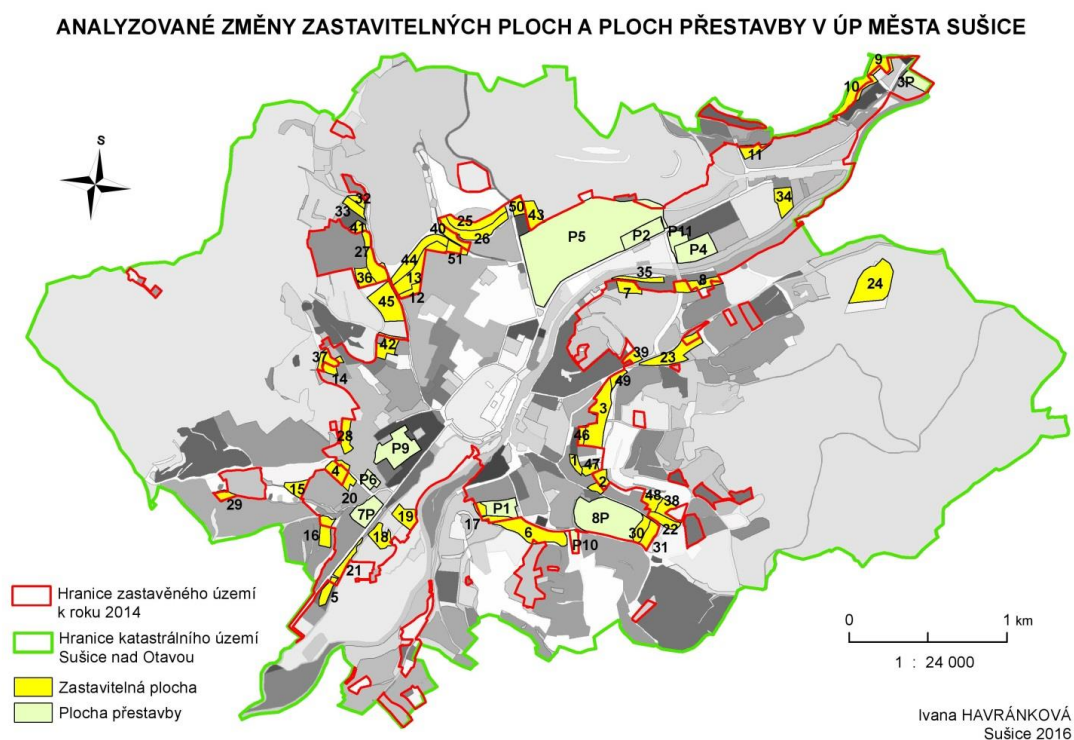 ANALYZOVANÉ ZMĚNY ZASTAVITELNÝCH PLOCH A PLOCH PŘESTAVBY V ÚP MĚSTA SUŠICE
S
9
10
3P
11
32
33
34
50
43
25
40
26
41
P5
P2
P11
P4
27
44
51
36
13
12
35
8
7
24
45
42
39
23
37
14
49
3
28
46
P9
1
47
4
P6
2
15
20
29
48
38
7P
19
P1
8P
22
17
16
18
6
30
P10
31
21
5
Hranice zastavěného území
k roku 2014
Hranice katastrálního území
Sušice nad Otavou
Zastavitelná plocha
Plocha přestavby
0 1 km
1 : 24 000
Ivana HAVRÁNKOVÁ
Sušice 2016